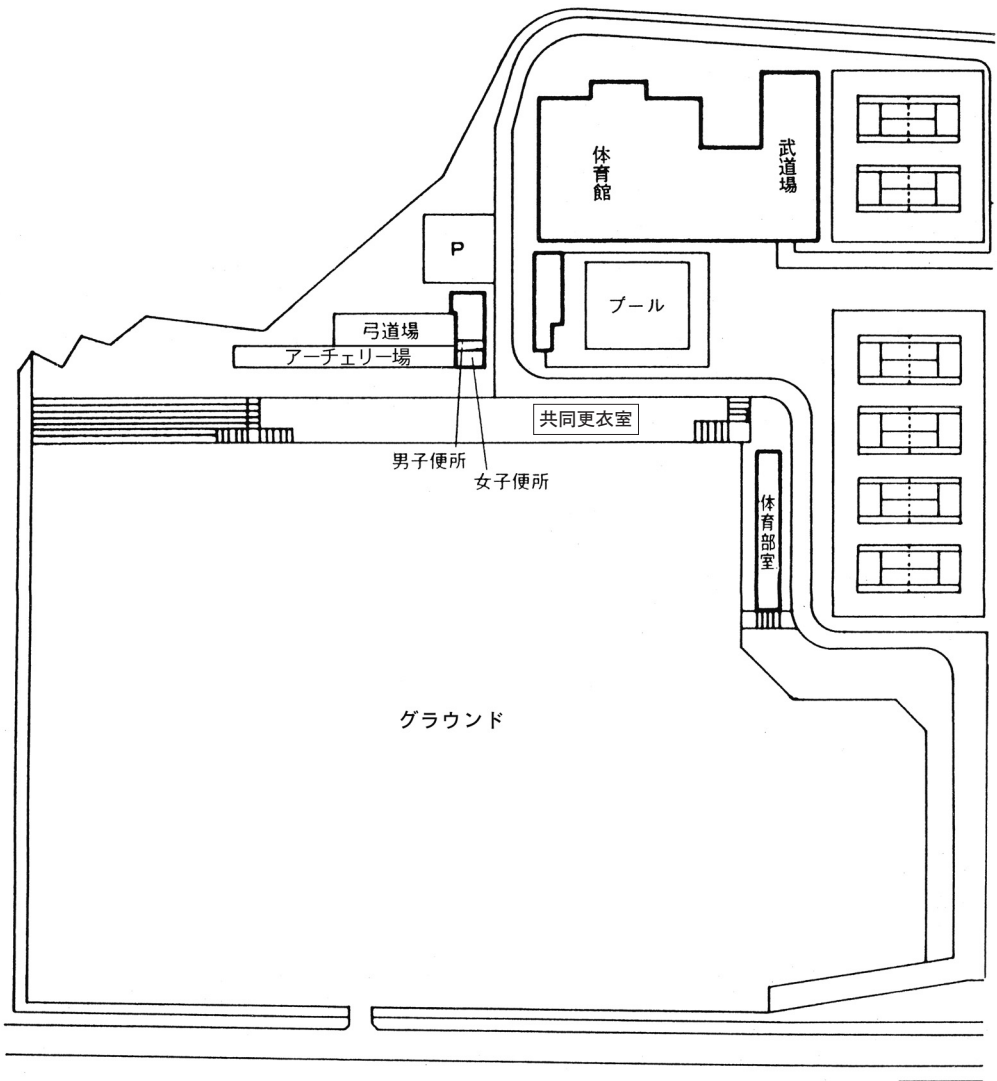 体育館
武道場
P
プール
弓道場
アーチェリー場
共同更衣室
男子便所
女子便所
体育部室
グラウンド